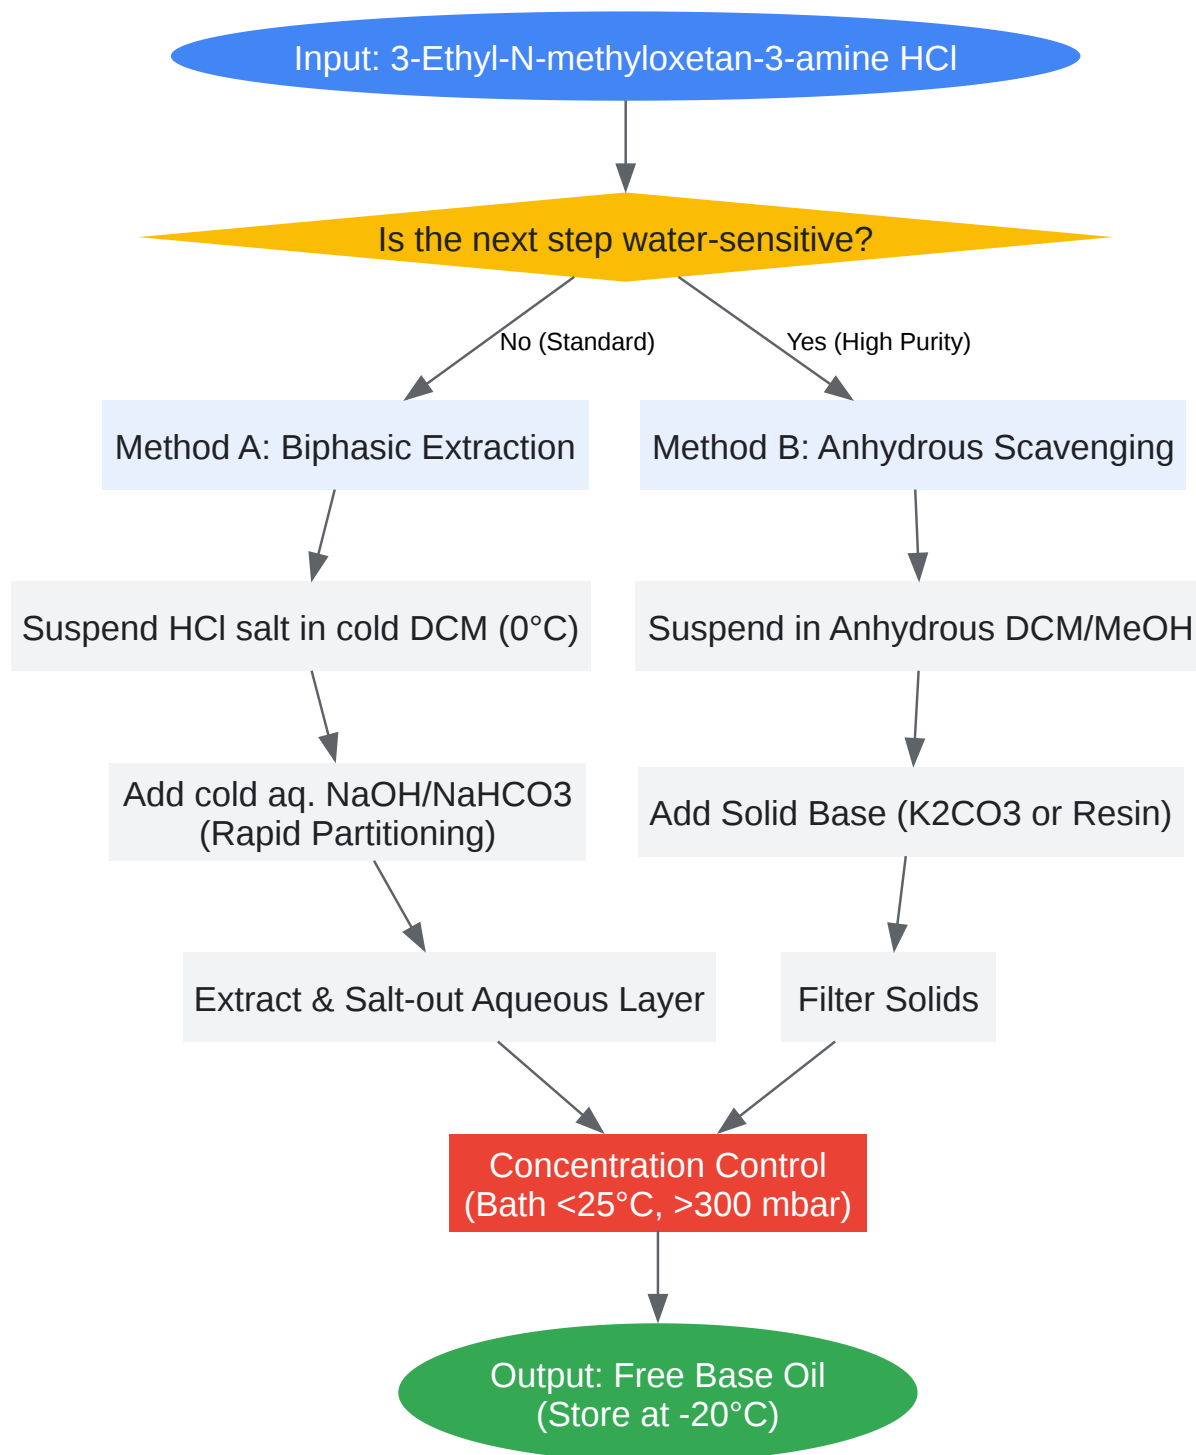 Input: 3-Ethyl-N-methyloxetan-3-amine HCl
Is the next step water-sensitive?
No (Standard)
Yes (High Purity)
Method A: Biphasic Extraction
Method B: Anhydrous Scavenging
Suspend HCl salt in cold DCM (0°C)
Suspend in Anhydrous DCM/MeOH
Add cold aq. NaOH/NaHCO3
(Rapid Partitioning)
Add Solid Base (K2CO3 or Resin)
Extract & Salt-out Aqueous Layer
Filter Solids
Concentration Control
(Bath <25°C, >300 mbar)
Output: Free Base Oil
(Store at -20°C)